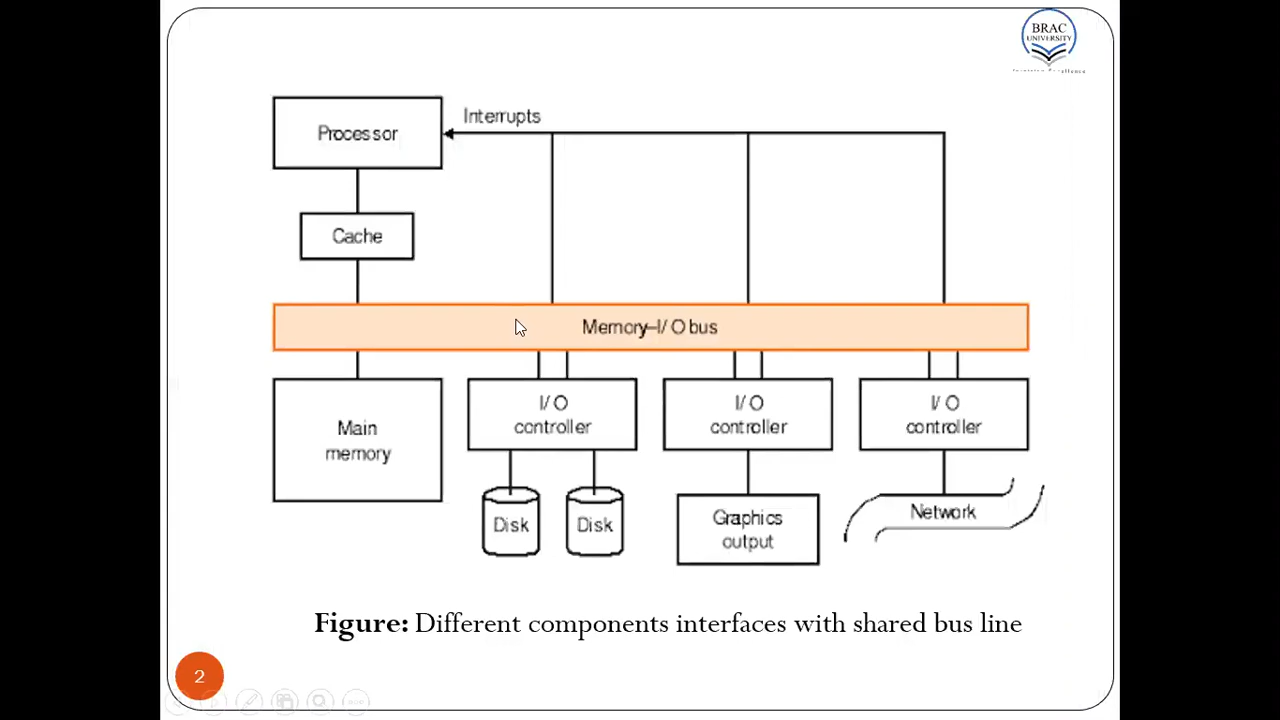 BRAC
UNIVERSITY
Processor
Interrupts
Cache
Memory–I/O bus
Main
memory
I/O
controller
I/O
controller
I/O
controller
Disk
Disk
Graphics
output
Network
Figure: Different components interfaces with shared bus line
2